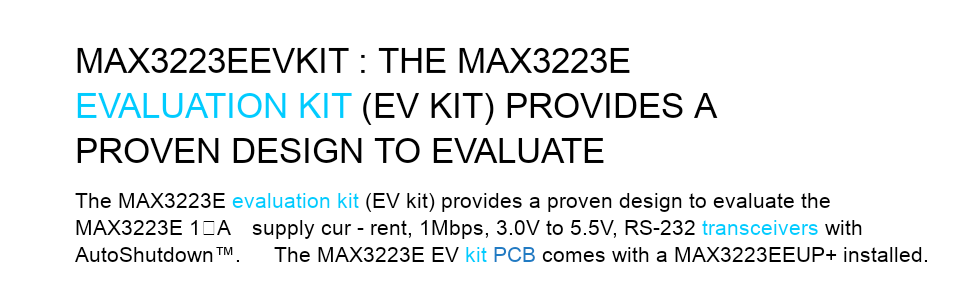 MAX3223EEVKIT : THE MAX3223E
EVALUATION KIT (EV KIT) PROVIDES A
PROVEN DESIGN TO EVALUATE
The MAX3223E evaluation kit (EV kit) provides a proven design to evaluate the
MAX3223E 1□A supply cur - rent, 1Mbps, 3.0V to 5.5V, RS-232 transceivers with
AutoShutdown™. The MAX3223E EV kit PCB comes with a MAX3223EEUP+ installed.